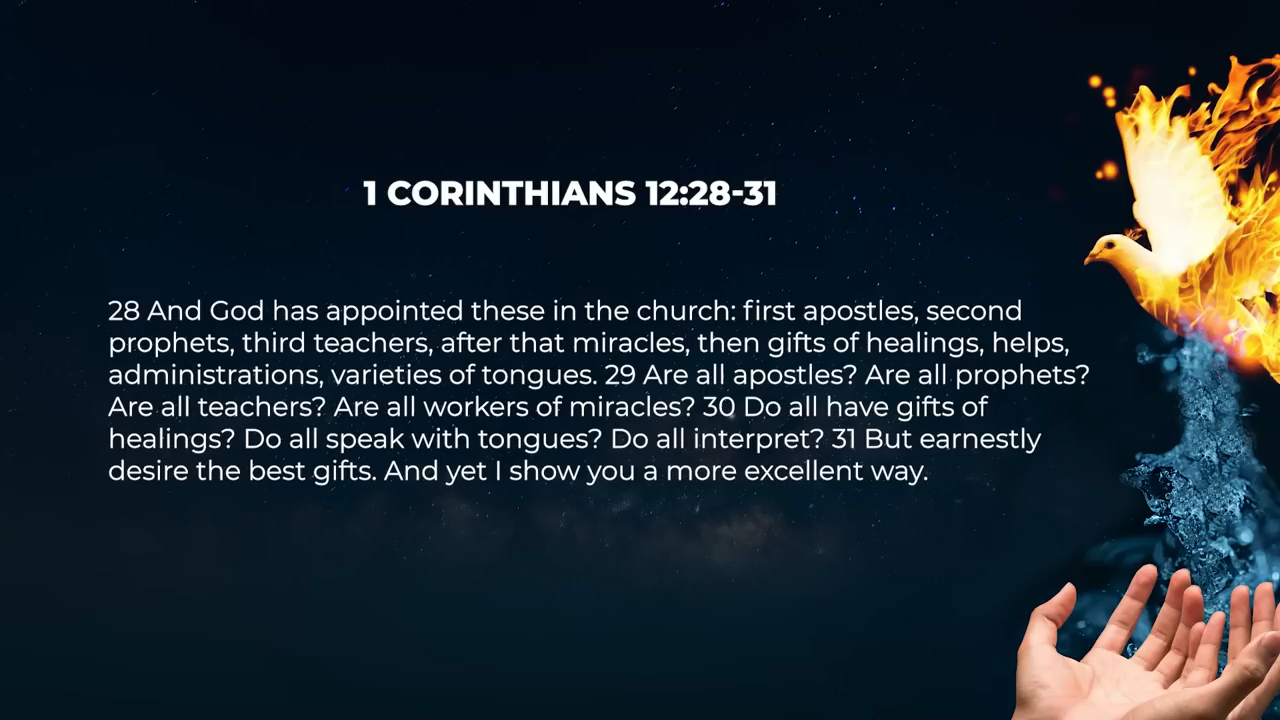 1 CORINTHIANS 12:28-31
28 And God has appointed these in the church: first apostles, second
prophets, third teachers, after that miracles, then gifts of healings, helps,
administrations, varieties of tongues. 29 Are all apostles? Are all prophets?
Are all teachers? Are all workers of miracles? 30 Do all have gifts of
healings? Do all speak with tongues? Do all interpret? 31 But earnestly
desire the best gifts. And yet I show you a more excellent way.